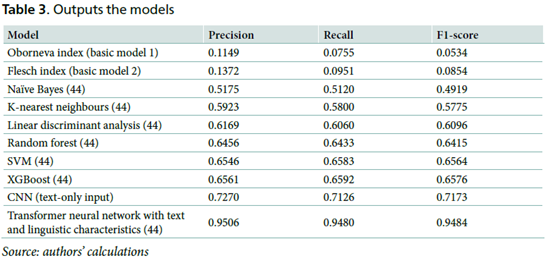 Table 3. Outputs the models
Model Precision Recall F1-score
Oborneva index (basic model 1) 0.1149 0.0755 0.0534
Flesch index (basic model 2) 0.1372 0.0951 0.0854
Naïve Bayes (44) 0.5175 0.5120 0.4919
K-nearest neighbours (44) 0.5923 0.5800 0.5775
Linear discriminant analysis (44) 0.6169 0.6060 0.6096
Random forest (44) 0.6456 0.6433 0.6415
SVM (44) 0.6546 0.6583 0.6564
XGBoost (44) 0.6561 0.6592 0.6576
CNN (text-only input) 0.7270 0.7126 0.7173
Transformer neural network with text
and linguistic characteristics (44) 0.9506 0.9480 0.9484
Source: authors' calculations